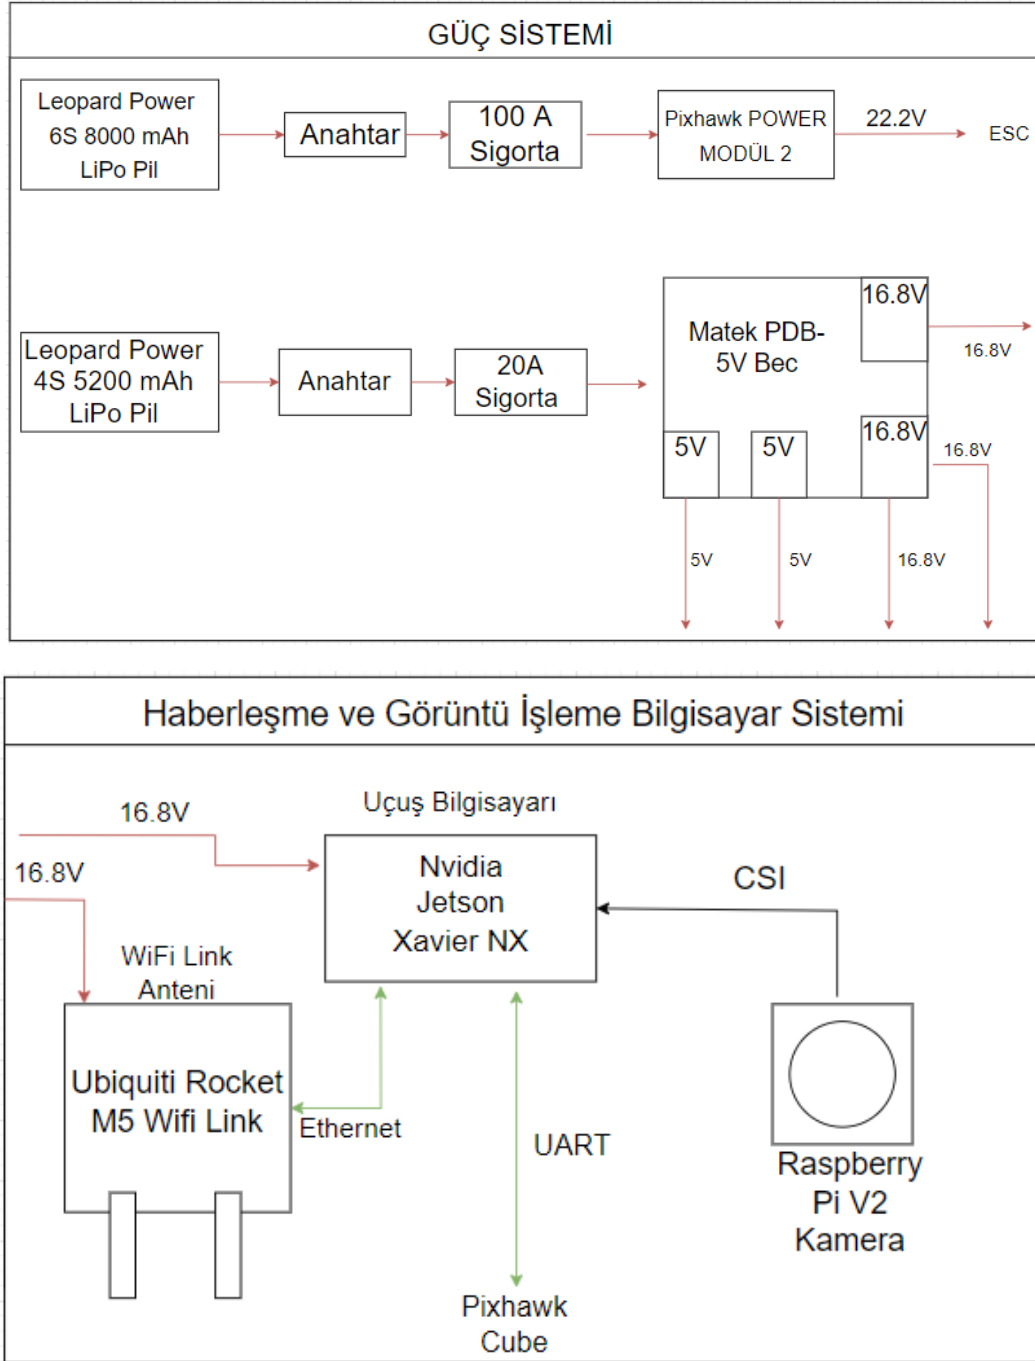 GÜÇ SİSTEMİ
Leopard Power
6S 8000 mAh
LiPo Pil
Anahtar
100 A
Sigorta
Pixhawk POWER
MODÜL 2
22.2V
ESC
Leopard Power
4S 5200 mAh
LiPo Pil
Anahtar
20A
Sigorta
Matek PDB-
5V Bec
16.8V
16.8V
5V
5V
16.8V
16.8V
5V
5V
16.8V
Haberleşme ve Görüntü İşleme Bilgisayar Sistemi
16.8V
16.8V
Uçuş Bilgisayarı
Nvidia
Jetson
Xavier NX
CSI
WiFi Link
Anteni
Ubiquiti Rocket
M5 Wifi Link
Ethernet
UART
Raspberry
Pi V2
Kamera
Pixhawk
Cube